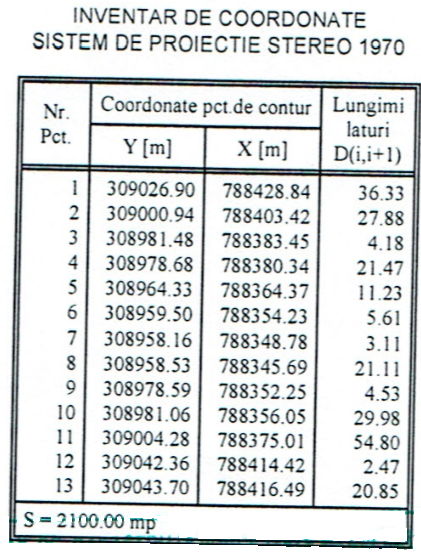 INVENTAR DE COORDONATE
SISTEM DE PROIECTIE STEREO 1970
Nr. Pct. Coordonate pct.de contur Lungimi laturi D(i,i+1)
Y [m] X [m]
1 309026.90 788428.84 36.33
2 309000.94 788403.42 27.88
3 308981.48 788383.45 4.18
4 308978.68 788380.34 21.47
5 308964.33 788364.37 11.23
6 308959.50 788354.23 5.61
7 308958.16 788348.78 3.11
8 308958.53 788345.69 21.11
9 308978.59 788352.25 4.53
10 308981.06 788356.05 29.98
11 309004.28 788375.01 54.80
12 309042.36 788414.42 2.47
13 309043.70 788416.49 20.85
S = 2100.00 mp